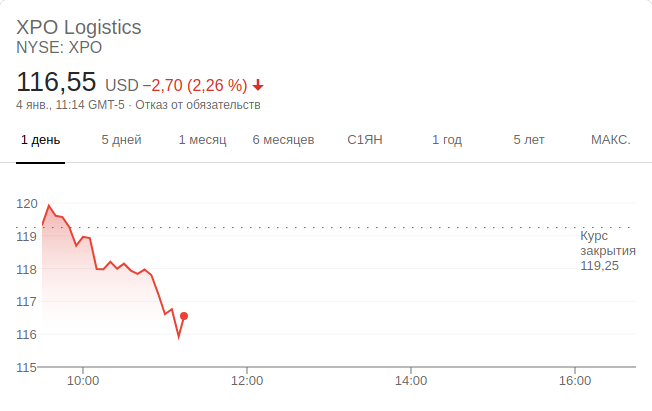 XPO Logistics
NYSE: XPO
116,55 USD −2,70 (2,26 %)
4 янв., 11:14 GMT-5 · Отказ от обязательств
1 день 5 дней 1 месяц 6 месяцев С1ЯН 1 год 5 лет МАКС.
120
119
118
117
116
115
Курс
закрытия
119,25
10:00 12:00 14:00 16:00